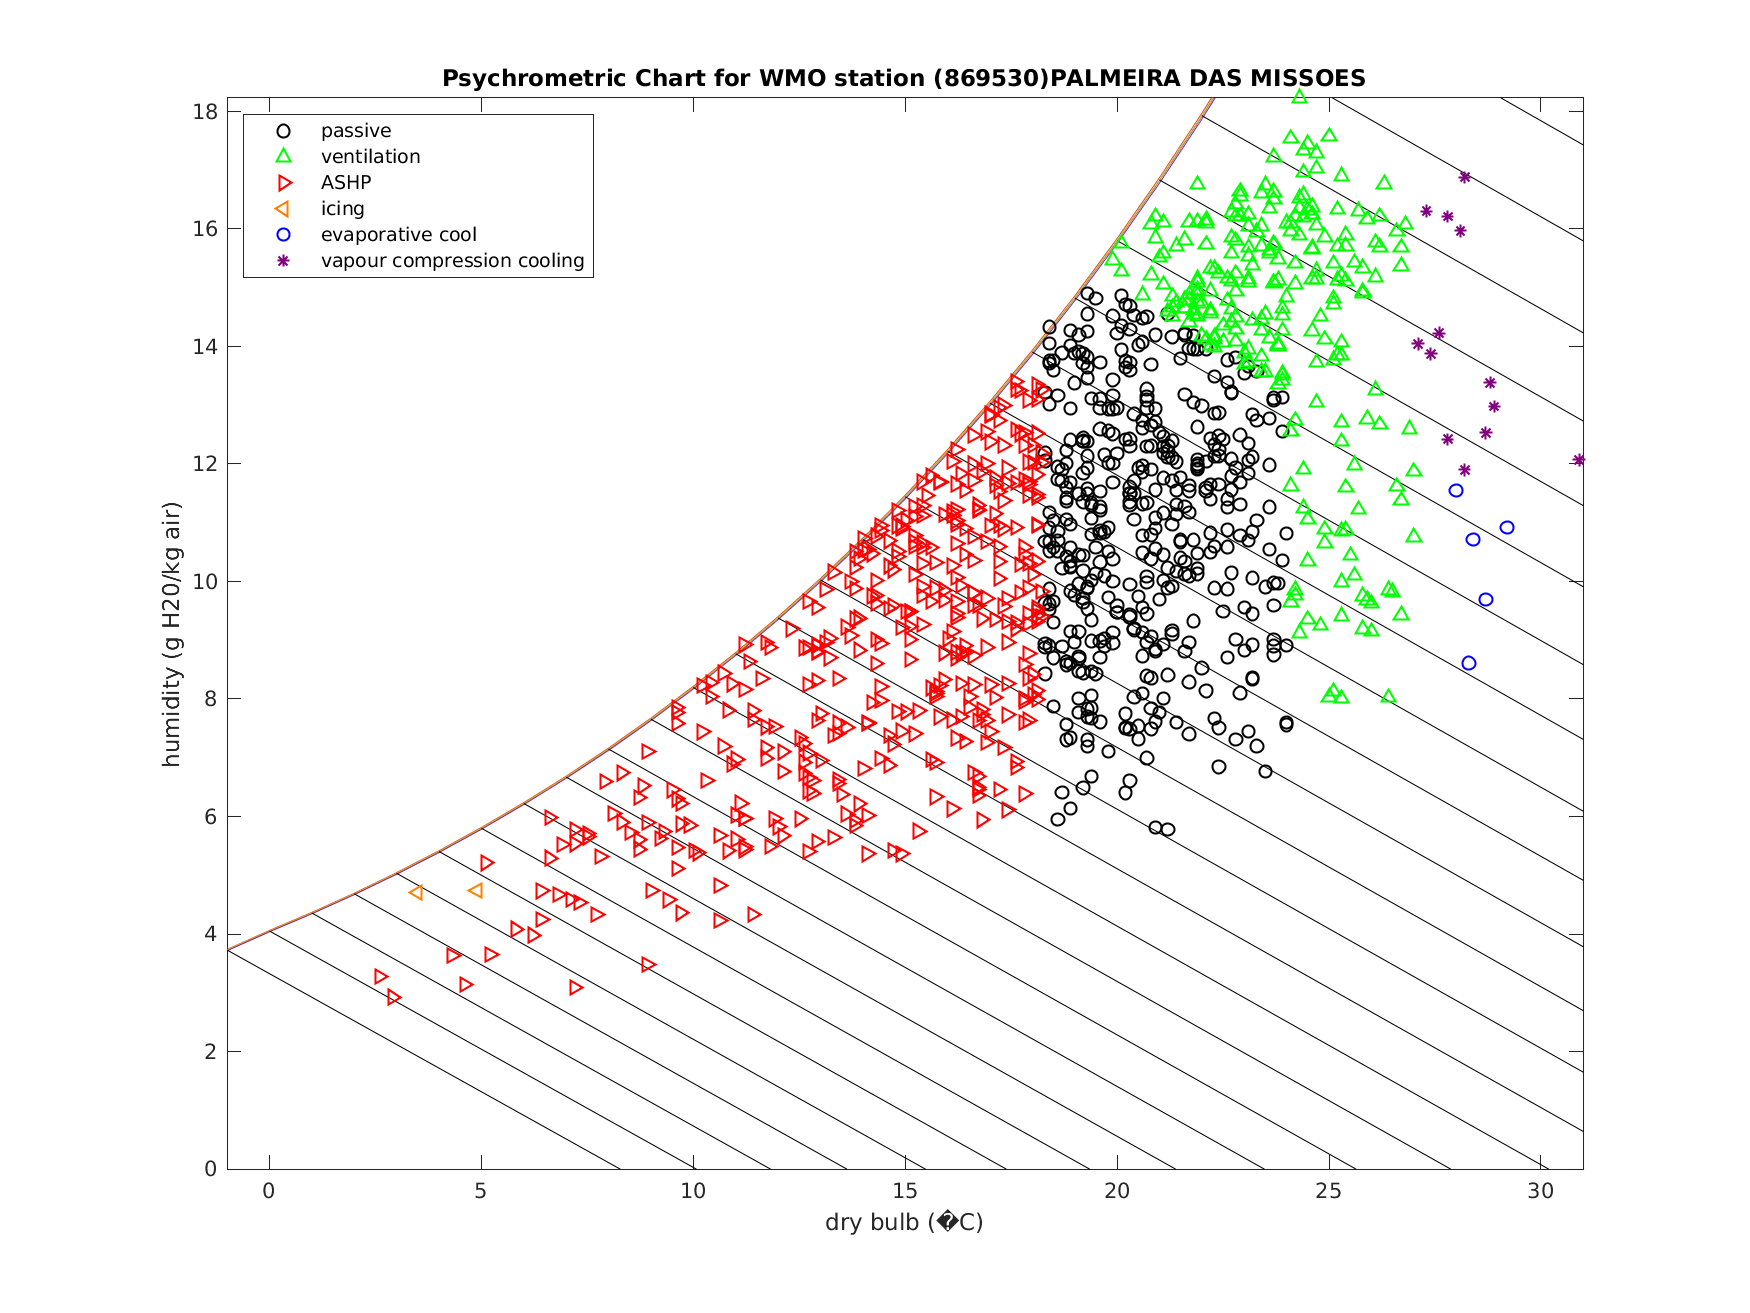 Psychrometric Chart for WMO station (869530)PALMEIRA DAS MISSOES
passive
ventilation
ASHP
icing
evaporative cool
vapour compression cooling
humidity (g H20/kg air)
18
16
14
12
10
8
6
4
2
0
0 5 10 15 20 25 30
dry bulb (�C)